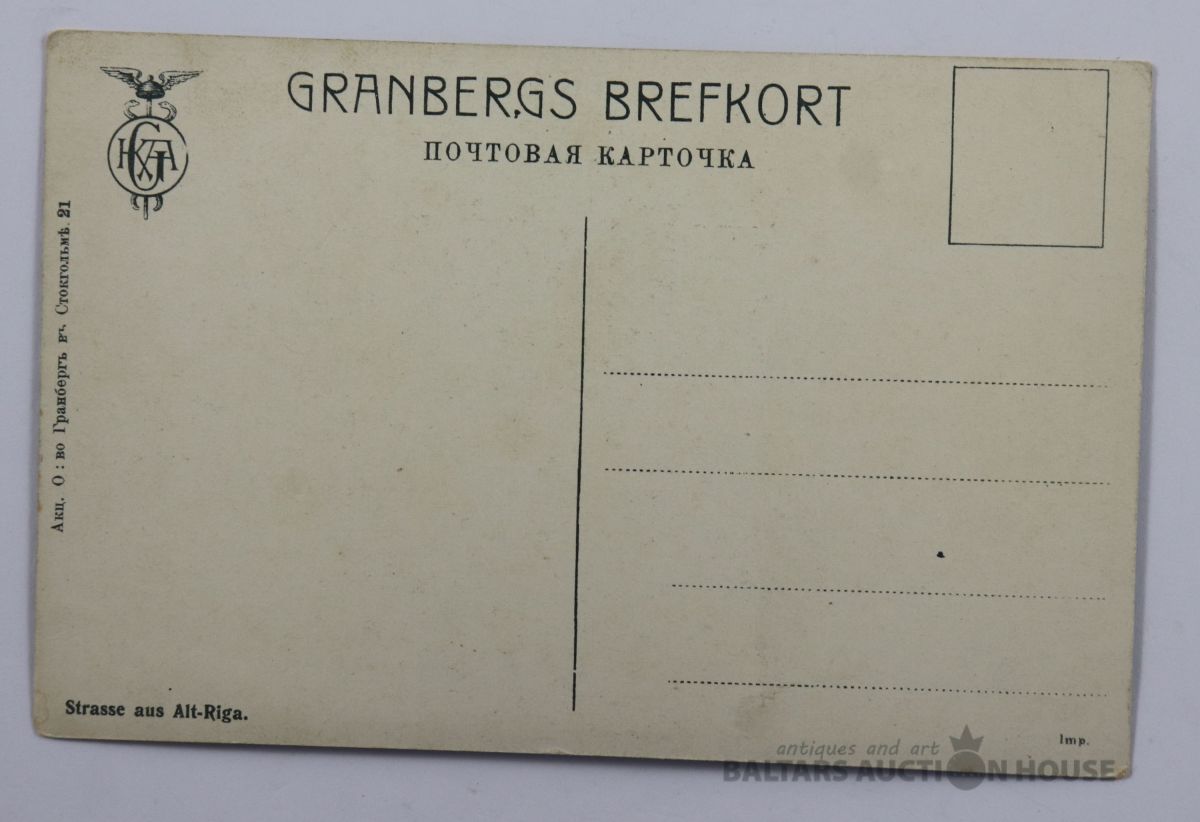 GRANBERGS BREFKORT
ПОЧТОВАЯ КАРТОЧКА
Акц. О : во Гранбергъ въ Стокгольмѣ. 21
Strasse aus Alt-Riga.
Imp.
antiques and art
BALTARS AUCTION HOUSE